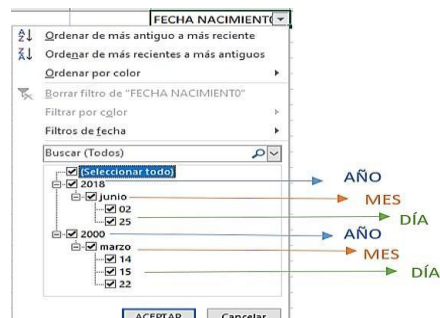 FECHA NACIMIENT0
Ordenar de más antiguo a más reciente
Ordenar de más recientes a más antiguos
Ordenar por color
Borrar filtro de "FECHA NACIMIENT0"
Filtrar por color
Filtros de fecha
Buscar (Todos)
(Seleccionar todo)
2018 AÑO
junio MES
02
25 DÍA
2000 AÑO
marzo MES
14
15 DÍA
22
ACEPTAR Cancelar